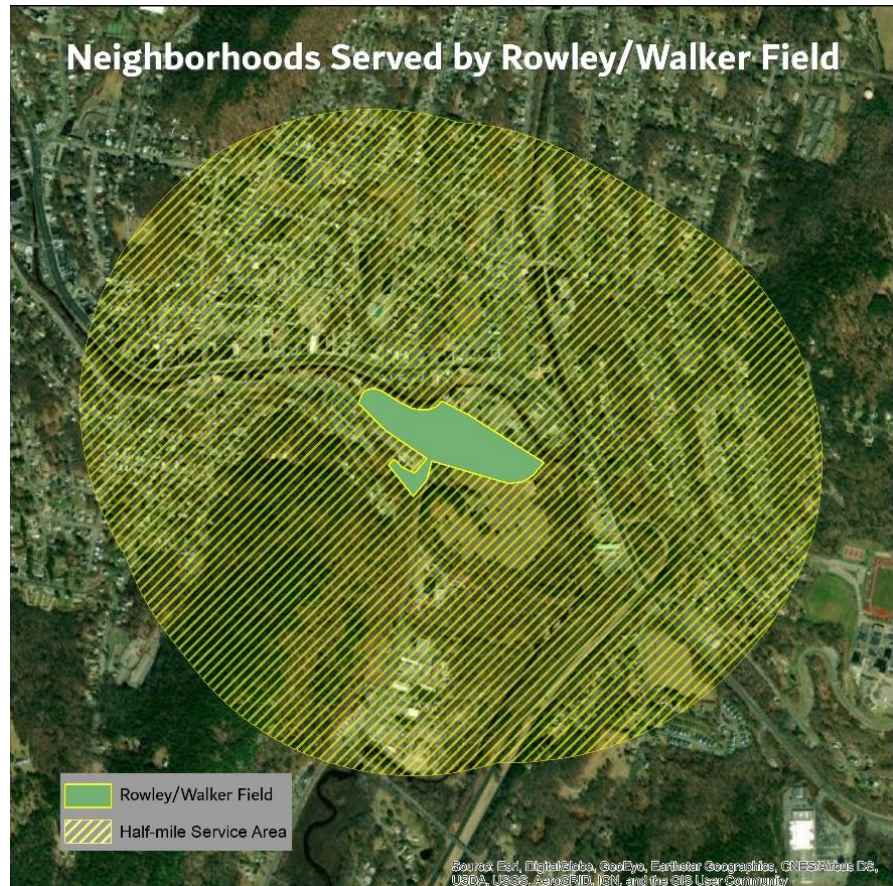 Neighborhoods Served by Rowley/Walker Field
Rowley/Walker Field
Half-mile Service Area
Source: Esri, DigitalGlobe, GeoEye, Earthstar Geographics, CNES/Airbus DS,
USDA, USGS, AeroGRID, IGN, and the GIS User Community